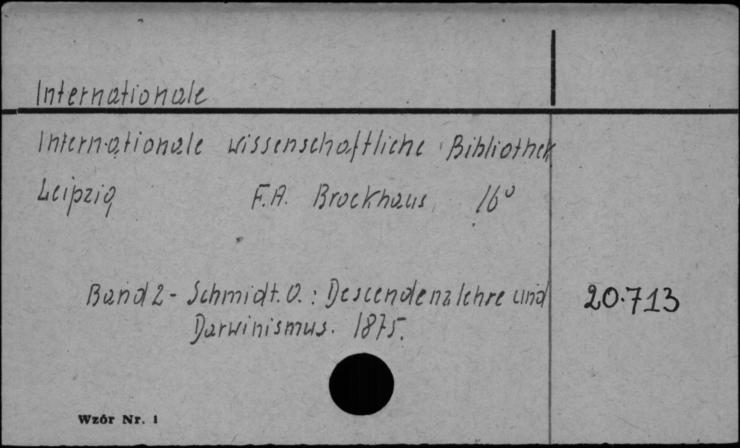 Internationale
Internationale wissenschaftliche Bibliothek
Leipzig F.A. Brockhaus 16°
Band 2 - Schmidt. O. : Descendenzlehre und 20.713
Darwinismus. 1875.
Wzór Nr. 1